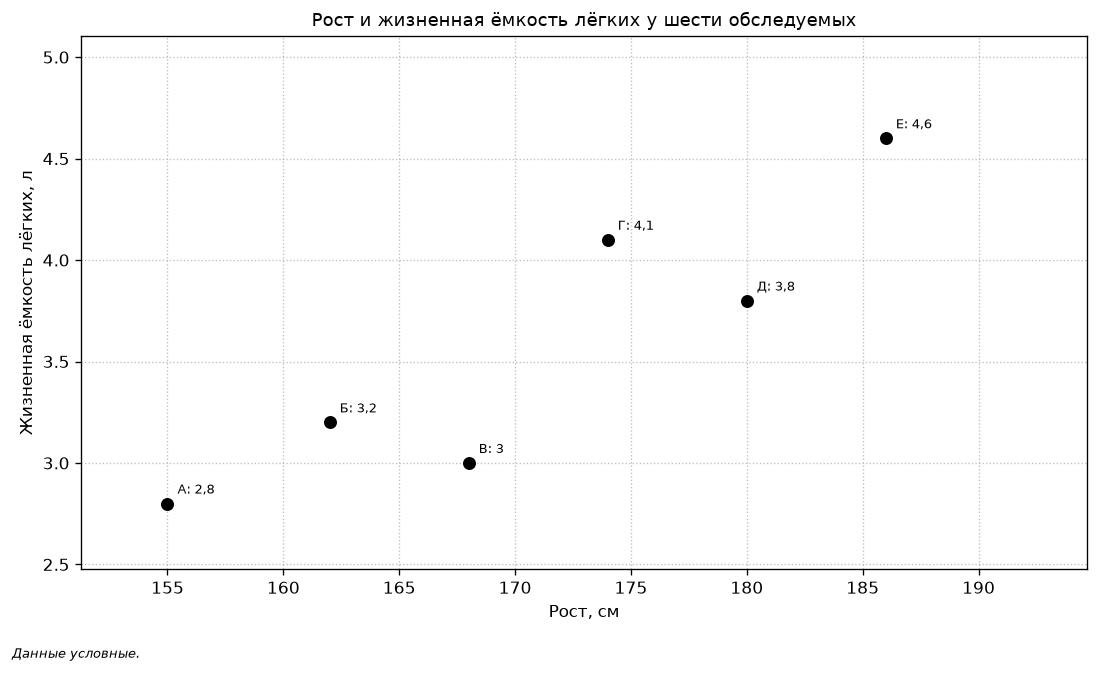 Рост и жизненная ёмкость лёгких у шести обследуемых
Жизненная ёмкость лёгких, л
5.0
4.5
4.0
3.5
3.0
2.5
Е: 4,6
Г: 4,1
Д: 3,8
Б: 3,2
В: 3
А: 2,8
155 160 165 170 175 180 185 190
Рост, см
Данные условные.